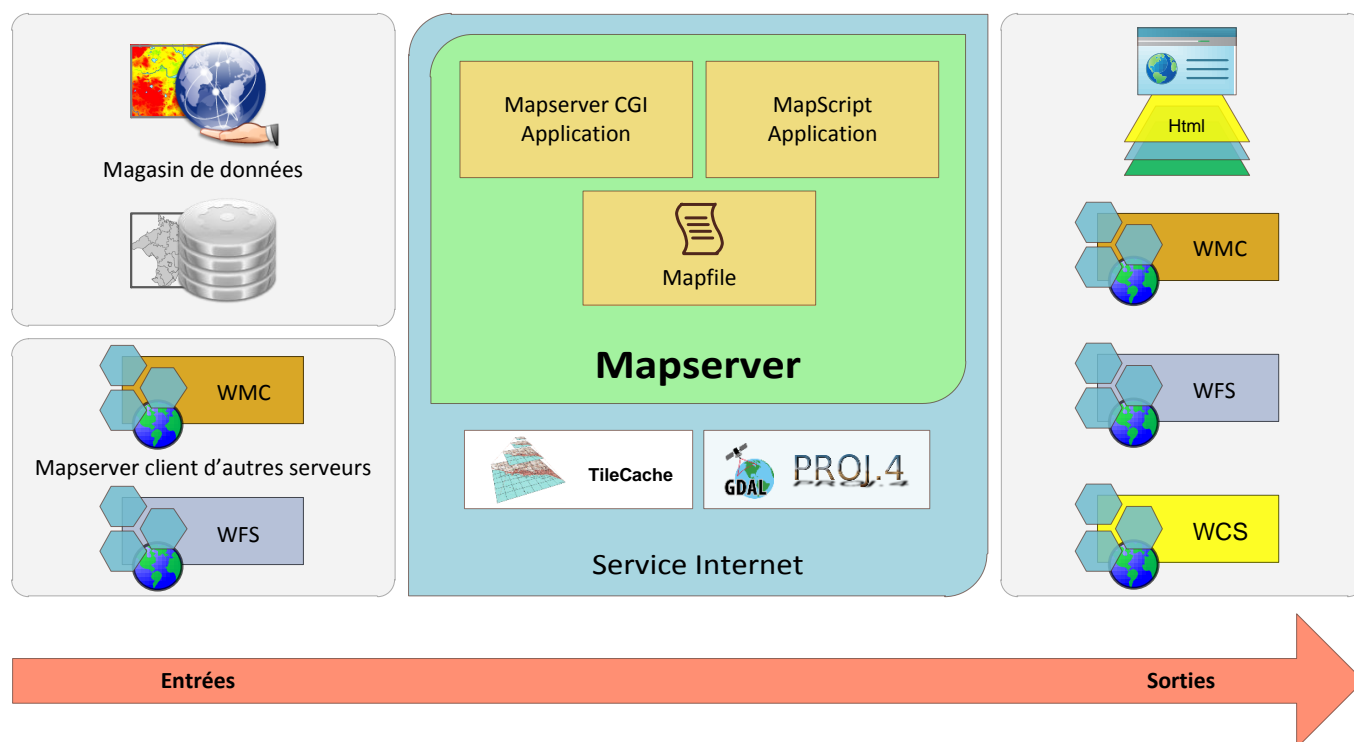 Magasin de données
WMC
Mapserver client d'autres serveurs
WFS
Mapserver CGI
Application
MapScript
Application
Mapfile
Mapserver
TileCache
GDAL
PROJ.4
Service Internet
Html
WMC
WFS
WCS
Entrées
Sorties